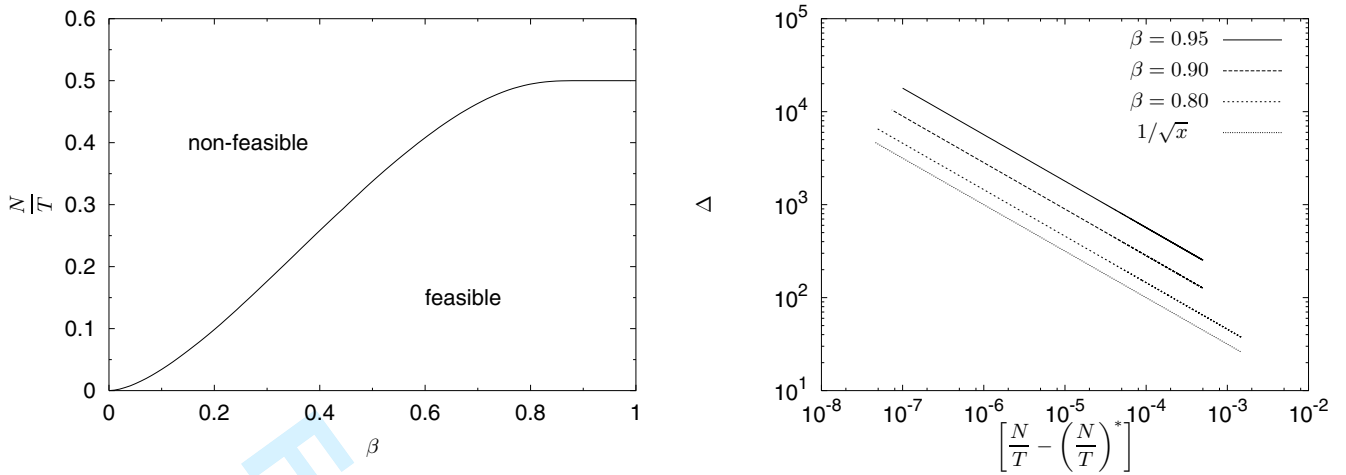 0.6
0.5
0.4
0.3
0.2
0.1
0
N/T
non-feasible
feasible
0 0.2 0.4 0.6 0.8 1
β
10^5
10^4
10^3
10^2
10^1
Δ
β = 0.95
β = 0.90
β = 0.80
1/√x
10^-8 10^-7 10^-6 10^-5 10^-4 10^-3 10^-2
[N/T − (N/T)^*]
F